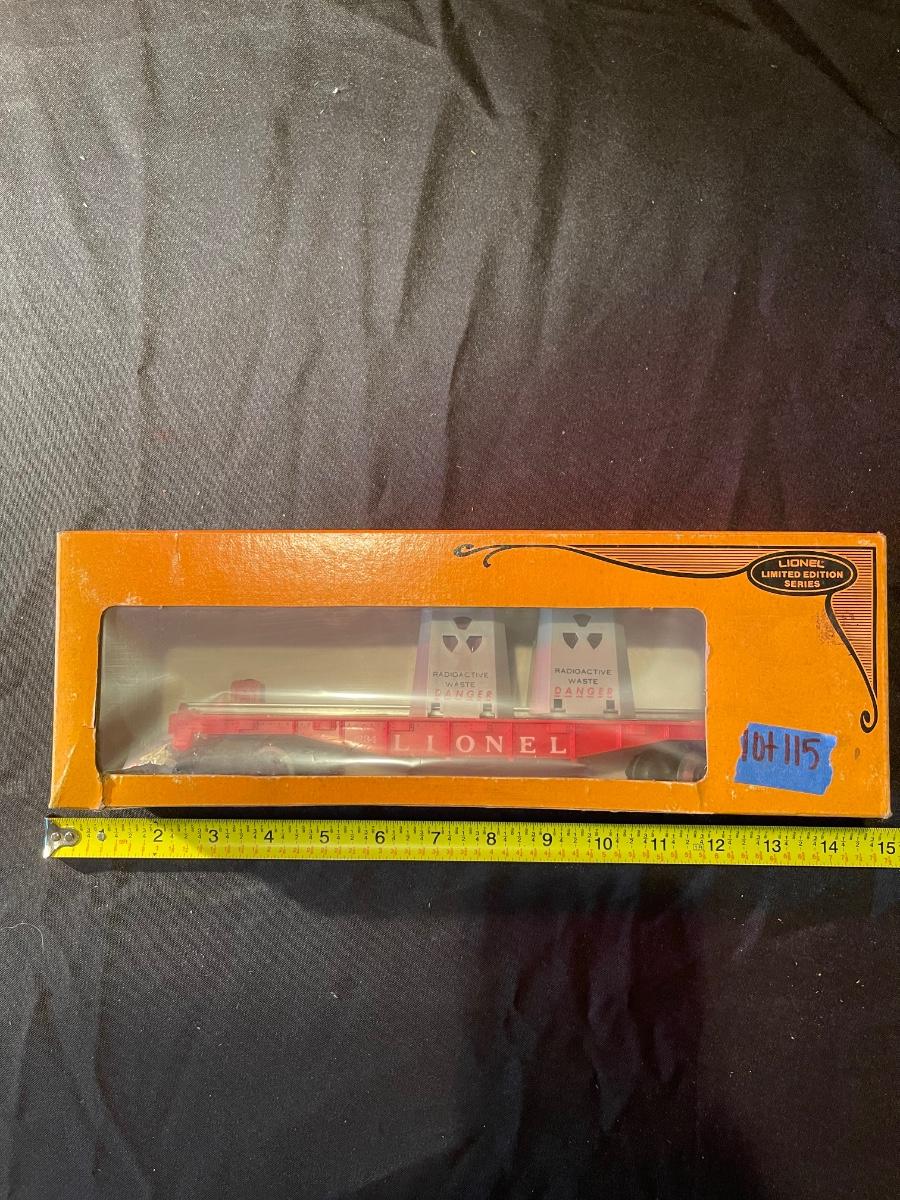 LIONEL
LIMITED EDITION
SERIES
RADIOACTIVE
WASTE
DANGER
RADIOACTIVE
WASTE
DANGER
LIONEL
lot 115
2 3 4 5 6 7 8 9 10 11 12 13 14 15